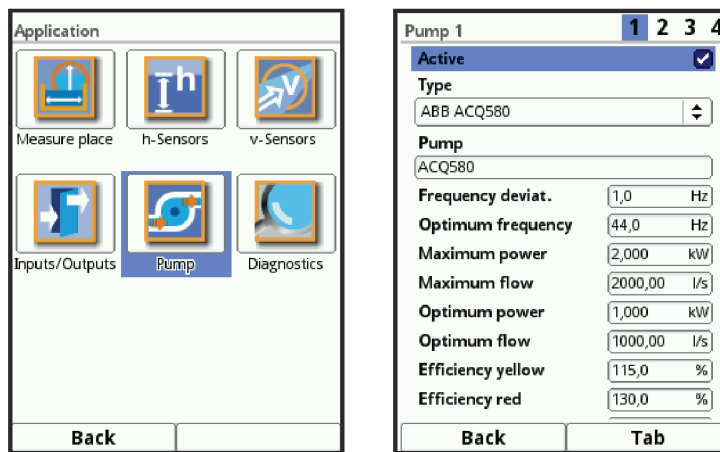 Application
Measure place
h-Sensors
v-Sensors
Inputs/Outputs
Pump
Diagnostics
Back
Pump 1
1 2 3 4
Active
Type
ABB ACQ580
Pump
ACQ580
Frequency deviat. 1,0 Hz
Optimum frequency 44,0 Hz
Maximum power 2,000 kW
Maximum flow 2000,00 l/s
Optimum power 1,000 kW
Optimum flow 1000,00 l/s
Efficiency yellow 115,0 %
Efficiency red 130,0 %
Back Tab